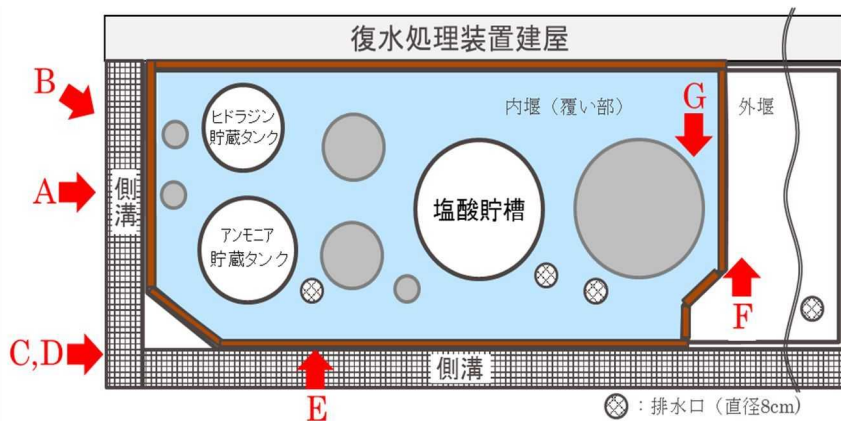 復水処理装置建屋
B
ヒドラジン
貯蔵タンク
内堰（覆い部）
G
外堰
A
側溝
塩酸貯槽
アンモニア
貯蔵タンク
F
C,D
側溝
E
：排水口（直径8cm）